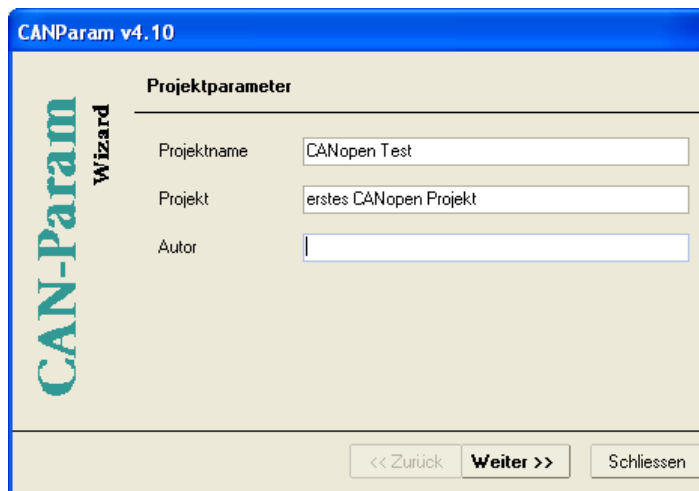 CANParam v4.10
CAN-Param
Wizard
Projektparameter
Projektname CANopen Test
Projekt erstes CANopen Projekt
Autor
<< Zurück Weiter >> Schliessen